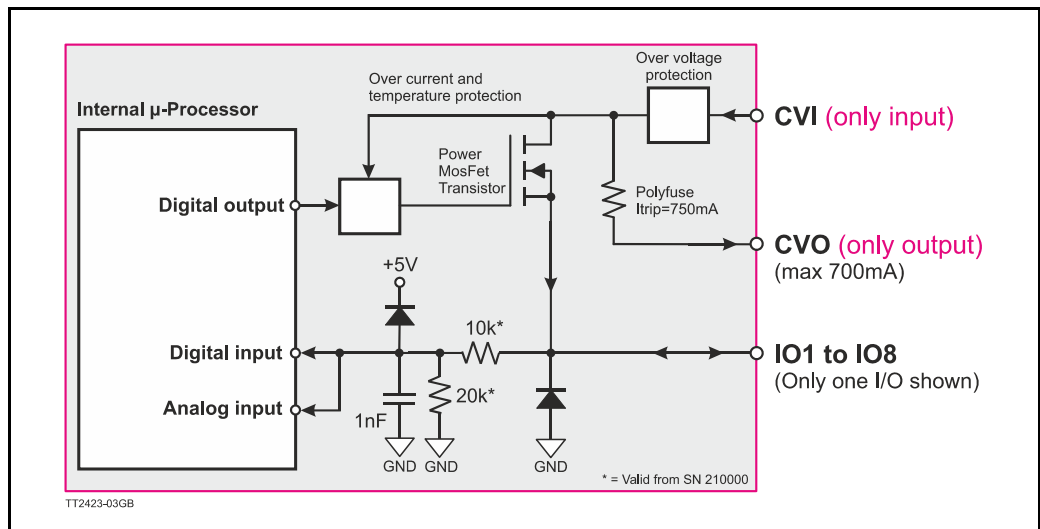 Over voltage
protection
Over current and
temperature protection
Internal µ-Processor
CVI (only input)
Power
MosFet
Transistor
Polyfuse
Itrip=750mA
Digital output
CVO (only output)
(max 700mA)
+5V
10k*
Digital input
IO1 to IO8
(Only one I/O shown)
20k*
Analog input
1nF
GND GND GND
* = Valid from SN 210000
TT2423-03GB